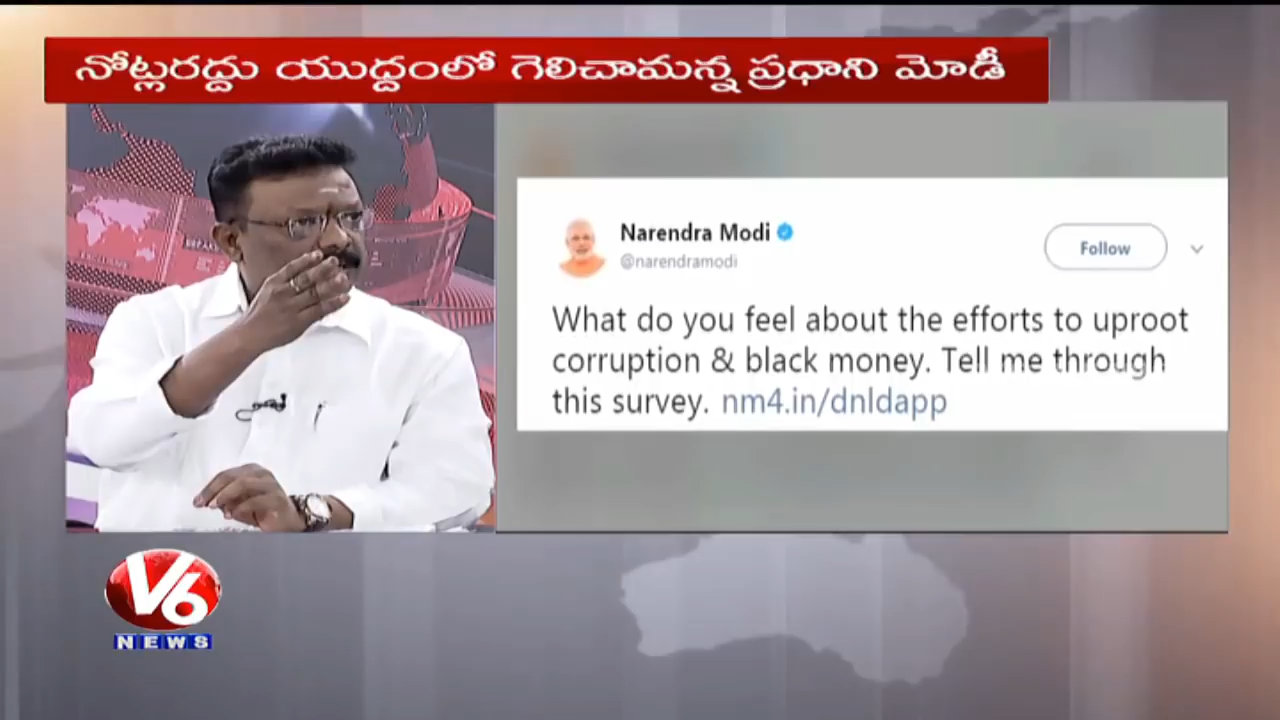 నోట్లరద్దు యుద్దంలో గెలిచామన్న ప్రధాని మోడీ
Narendra Modi
@narendramodi
Follow
What do you feel about the efforts to uproot
corruption & black money. Tell me through
this survey. nm4.in/dnldapp
V6
NEWS